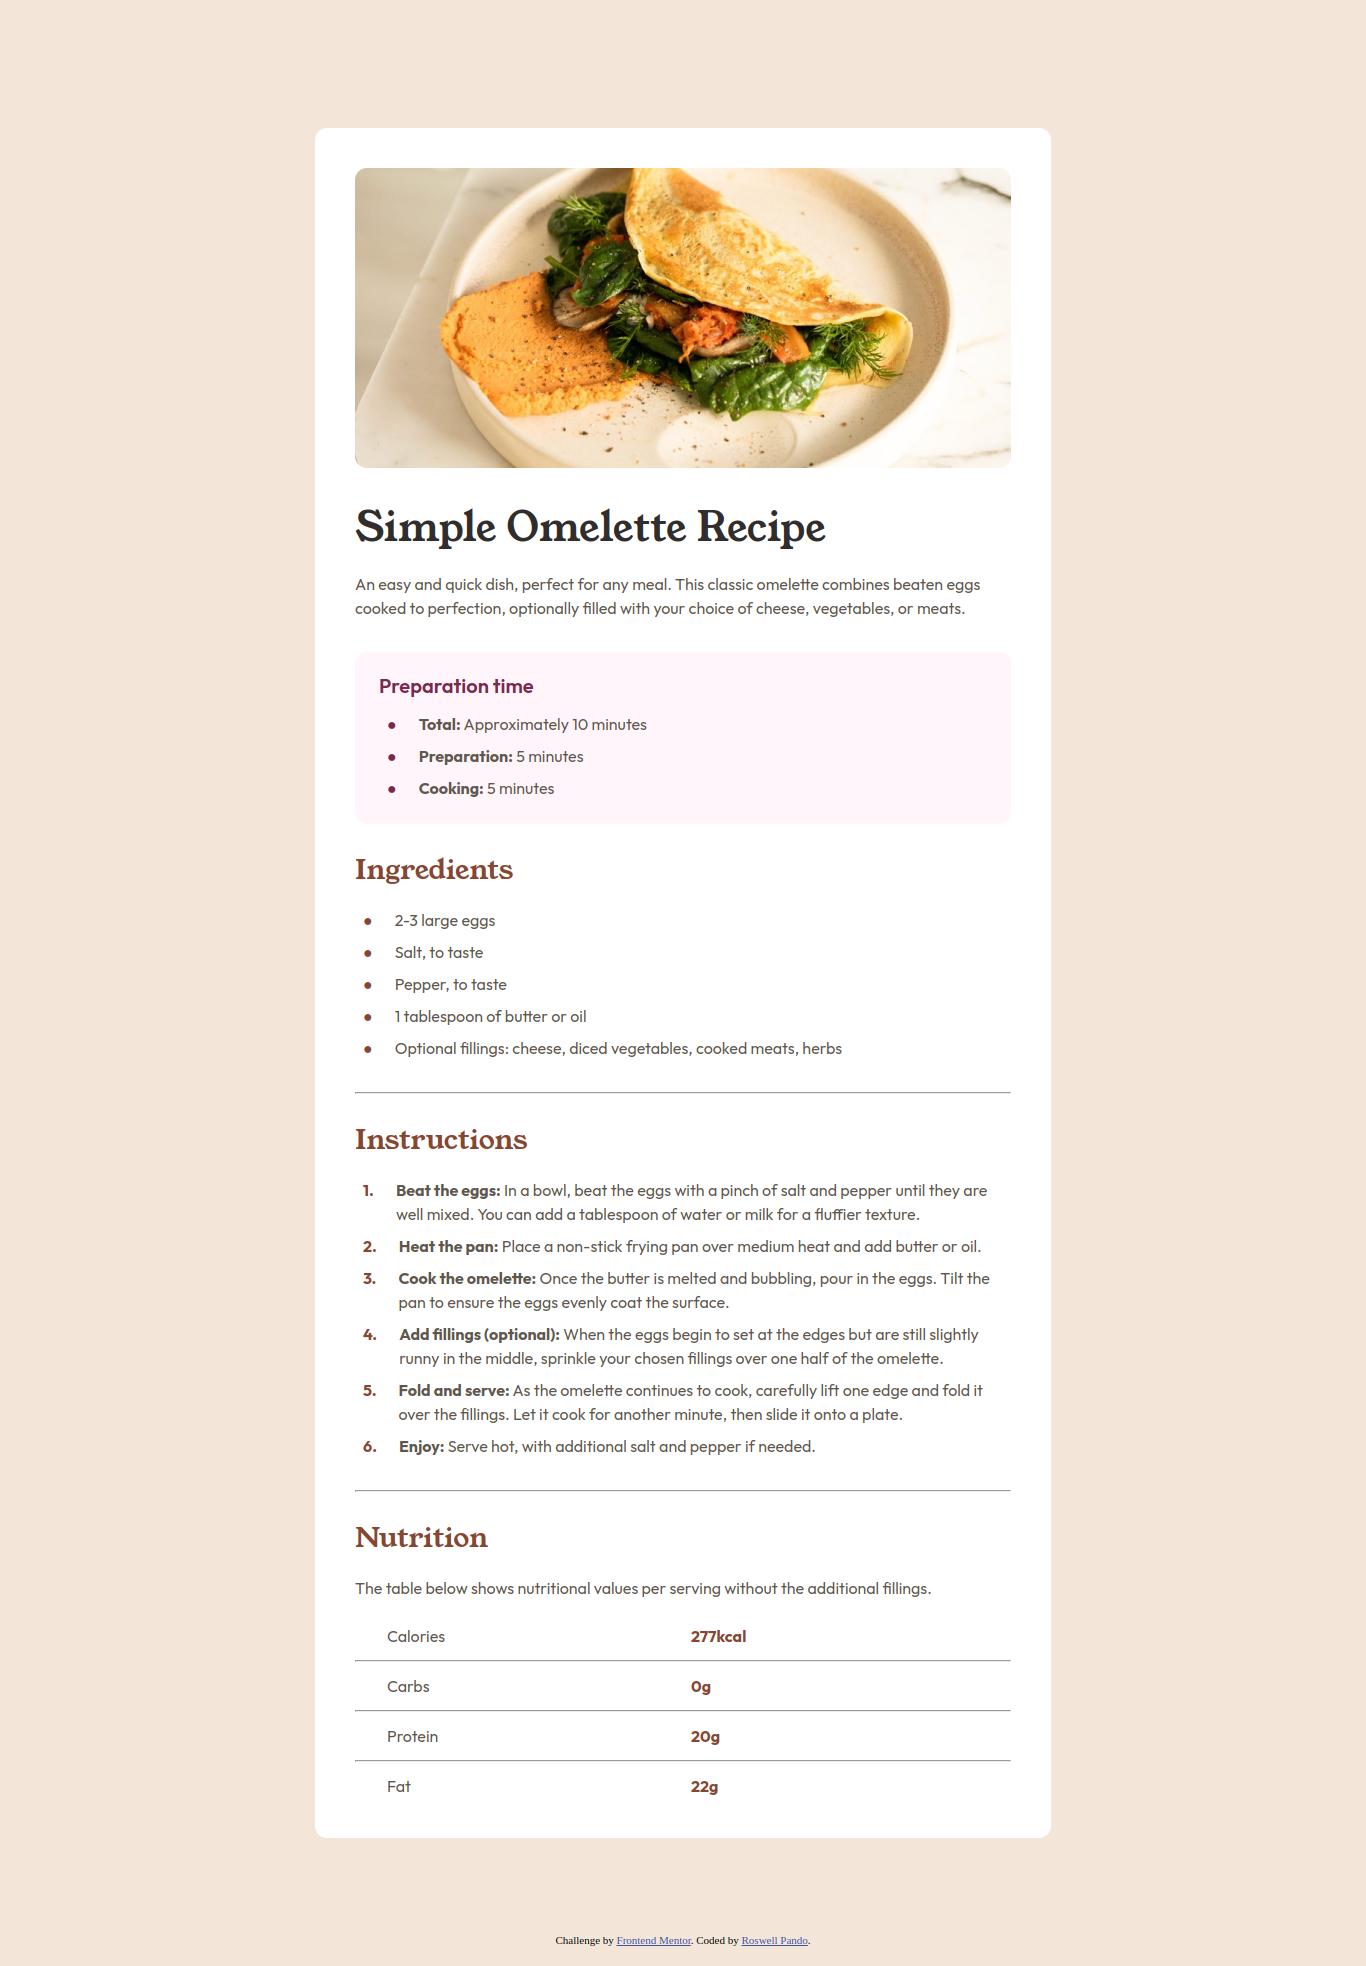 Simple Omelette Recipe
An easy and quick dish, perfect for any meal. This classic omelette combines beaten eggs
cooked to perfection, optionally filled with your choice of cheese, vegetables, or meats.
Preparation time
● Total: Approximately 10 minutes
● Preparation: 5 minutes
● Cooking: 5 minutes
Ingredients
● 2-3 large eggs
● Salt, to taste
● Pepper, to taste
● 1 tablespoon of butter or oil
● Optional fillings: cheese, diced vegetables, cooked meats, herbs
Instructions
1. Beat the eggs: In a bowl, beat the eggs with a pinch of salt and pepper until they are
well mixed. You can add a tablespoon of water or milk for a fluffier texture.
2. Heat the pan: Place a non-stick frying pan over medium heat and add butter or oil.
3. Cook the omelette: Once the butter is melted and bubbling, pour in the eggs. Tilt the
pan to ensure the eggs evenly coat the surface.
4. Add fillings (optional): When the eggs begin to set at the edges but are still slightly
runny in the middle, sprinkle your chosen fillings over one half of the omelette.
5. Fold and serve: As the omelette continues to cook, carefully lift one edge and fold it
over the fillings. Let it cook for another minute, then slide it onto a plate.
6. Enjoy: Serve hot, with additional salt and pepper if needed.
Nutrition
The table below shows nutritional values per serving without the additional fillings.
Calories 277kcal
Carbs 0g
Protein 20g
Fat 22g
Challenge by Frontend Mentor. Coded by Roswell Pando.